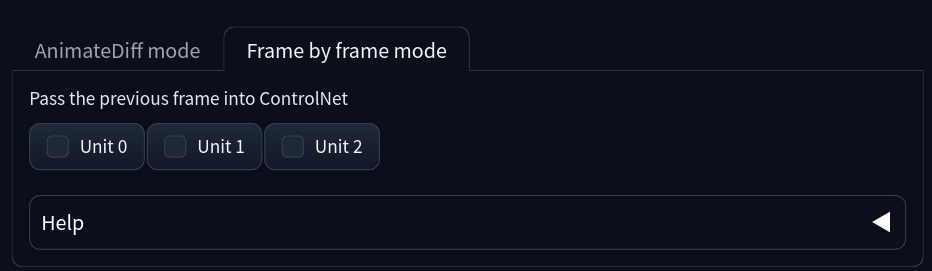 AnimateDiff mode Frame by frame mode
Pass the previous frame into ControlNet
Unit 0 Unit 1 Unit 2
Help